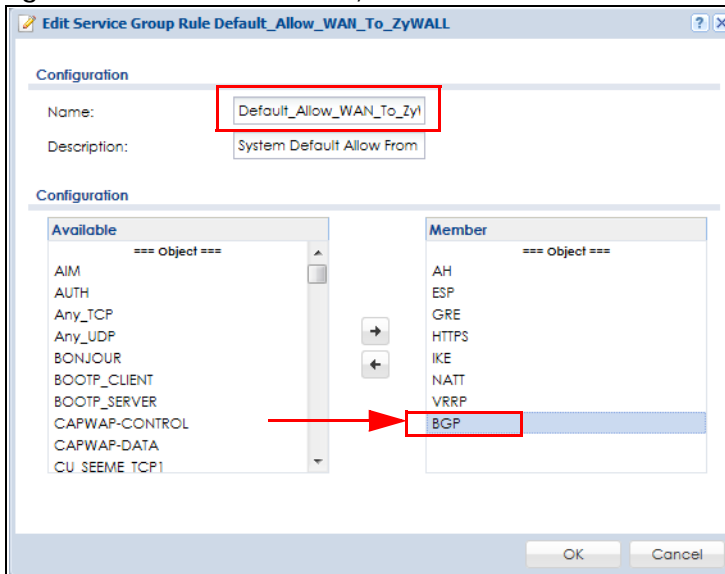 Edit Service Group Rule Default_Allow_WAN_To_ZyWALL
Configuration
Name: Default_Allow_WAN_To_Zy
Description: System Default Allow From
Configuration
Available
=== Object ===
AIM
AUTH
Any_TCP
Any_UDP
BONJOUR
BOOTP_CLIENT
BOOTP_SERVER
CAPWAP-CONTROL
CAPWAP-DATA
CU_SEEME_TCP1
Member
=== Object ===
AH
ESP
GRE
HTTPS
IKE
NATT
VRRP
BGP
OK Cancel